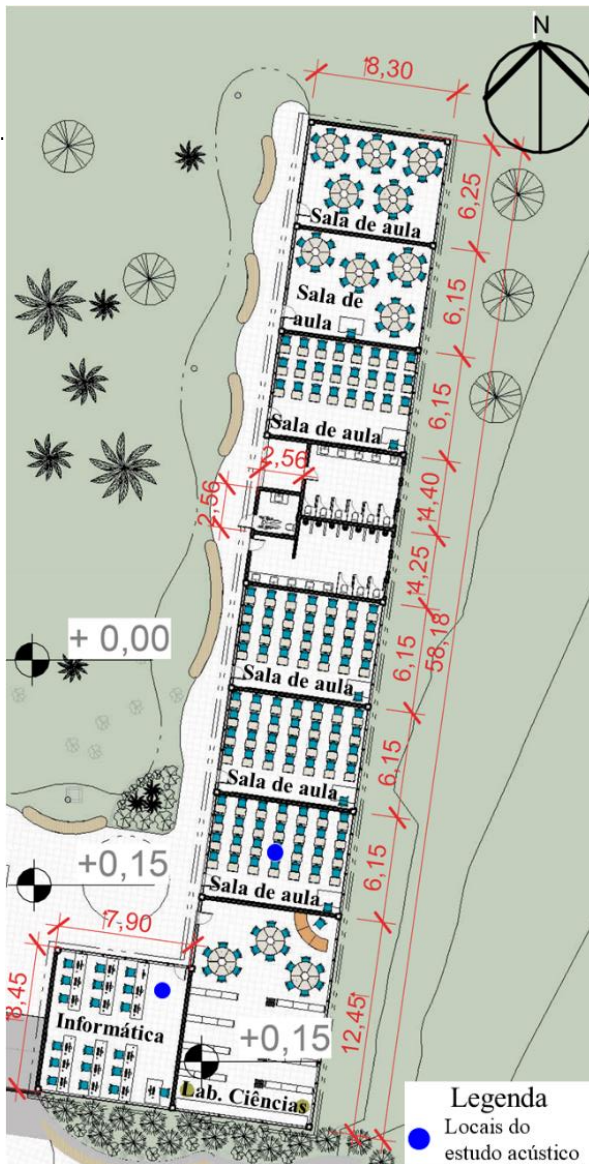 N
8,30
6,25
Sala de aula
6,15
Sala de
aula
6,15
Sala de aula
2,56
2,56
4,40
4,25
58,18
+ 0,00
6,15
Sala de aula
6,15
Sala de aula
+0,15
6,15
Sala de aula
7,90
8,45
Informática
12,45
+0,15
Lab. Ciências
Legenda
Locais do
estudo acústico